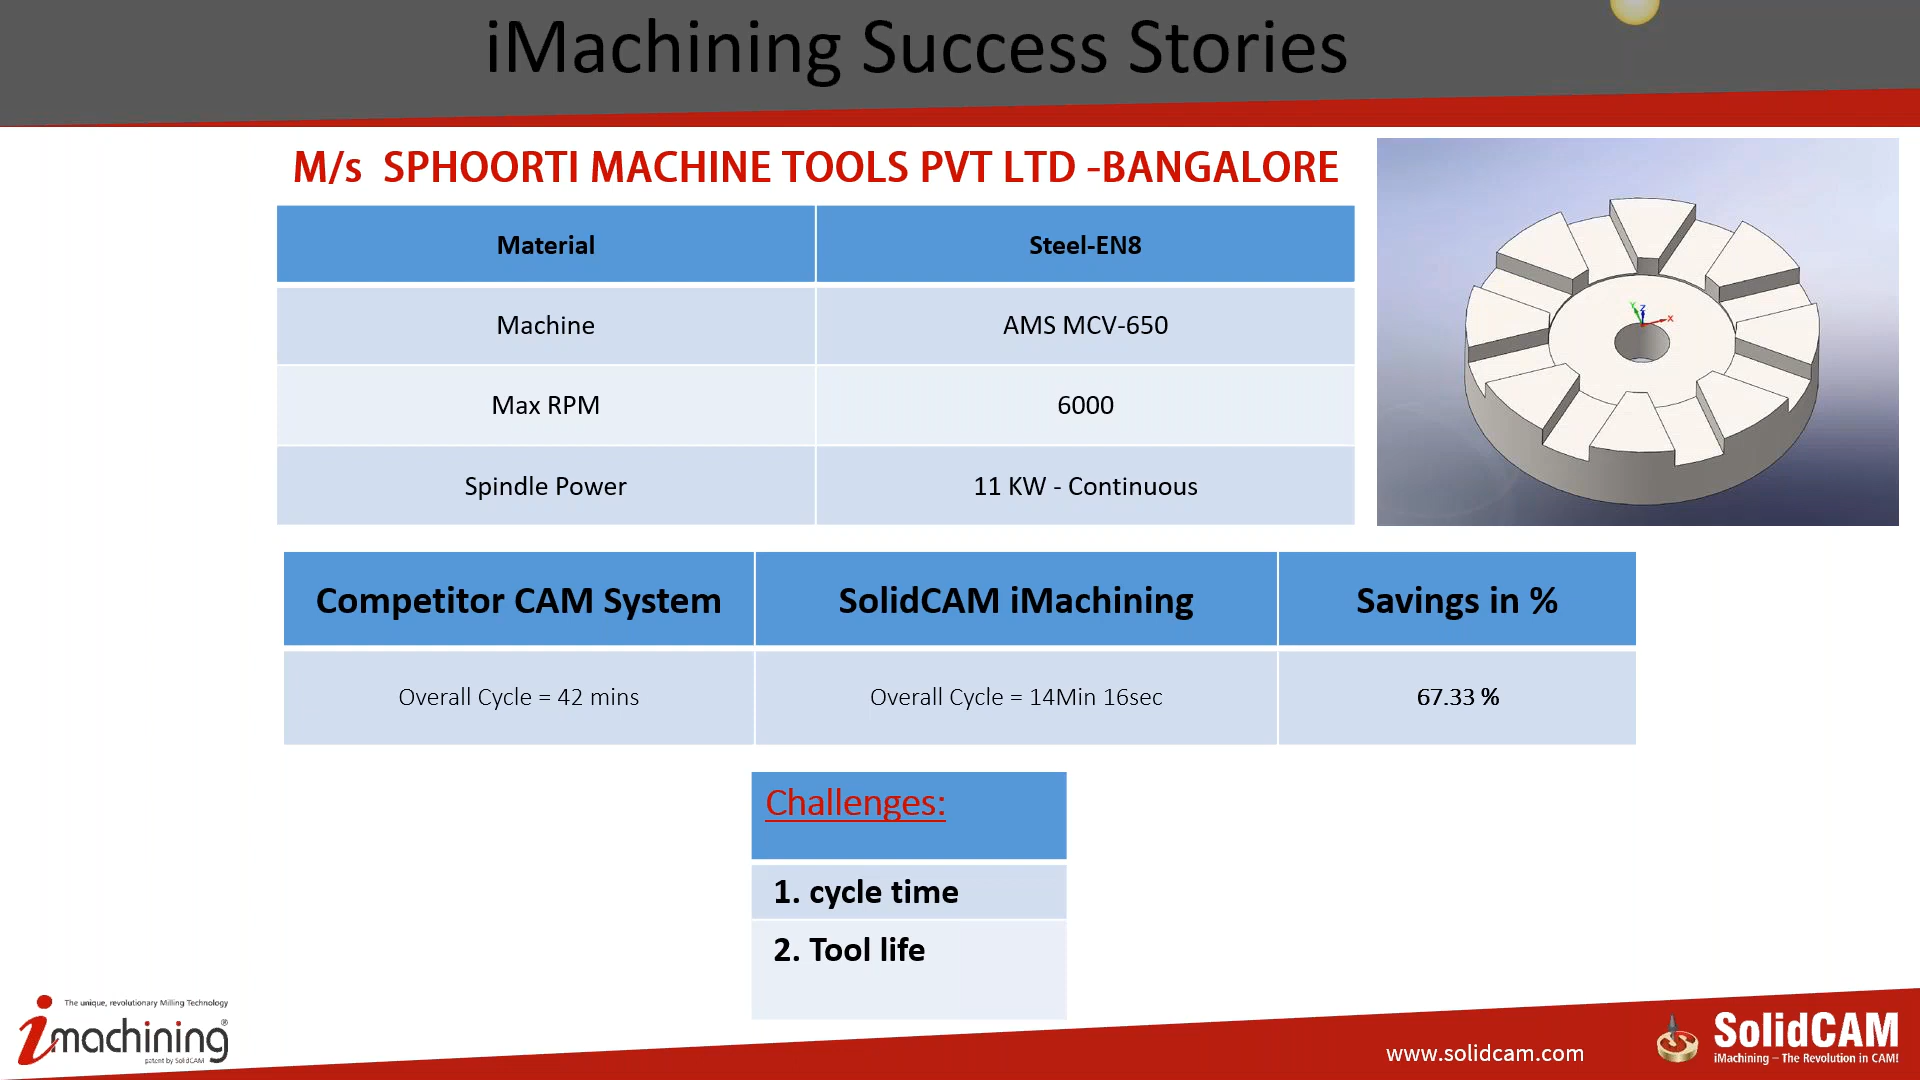 iMachining Success Stories
M/s SPHOORTI MACHINE TOOLS PVT LTD -BANGALORE
Material Steel-EN8
Machine AMS MCV-650
Max RPM 6000
Spindle Power 11 KW - Continuous
Y Z X
Competitor CAM System SolidCAM iMachining Savings in %
Overall Cycle = 42 mins Overall Cycle = 14Min 16sec 67.33 %
Challenges:
1. cycle time
2. Tool life
The unique, revolutionary Milling Technology
imachining®
patent by SolidCAM
www.solidcam.com
SolidCAM
iMachining – The Revolution in CAM!